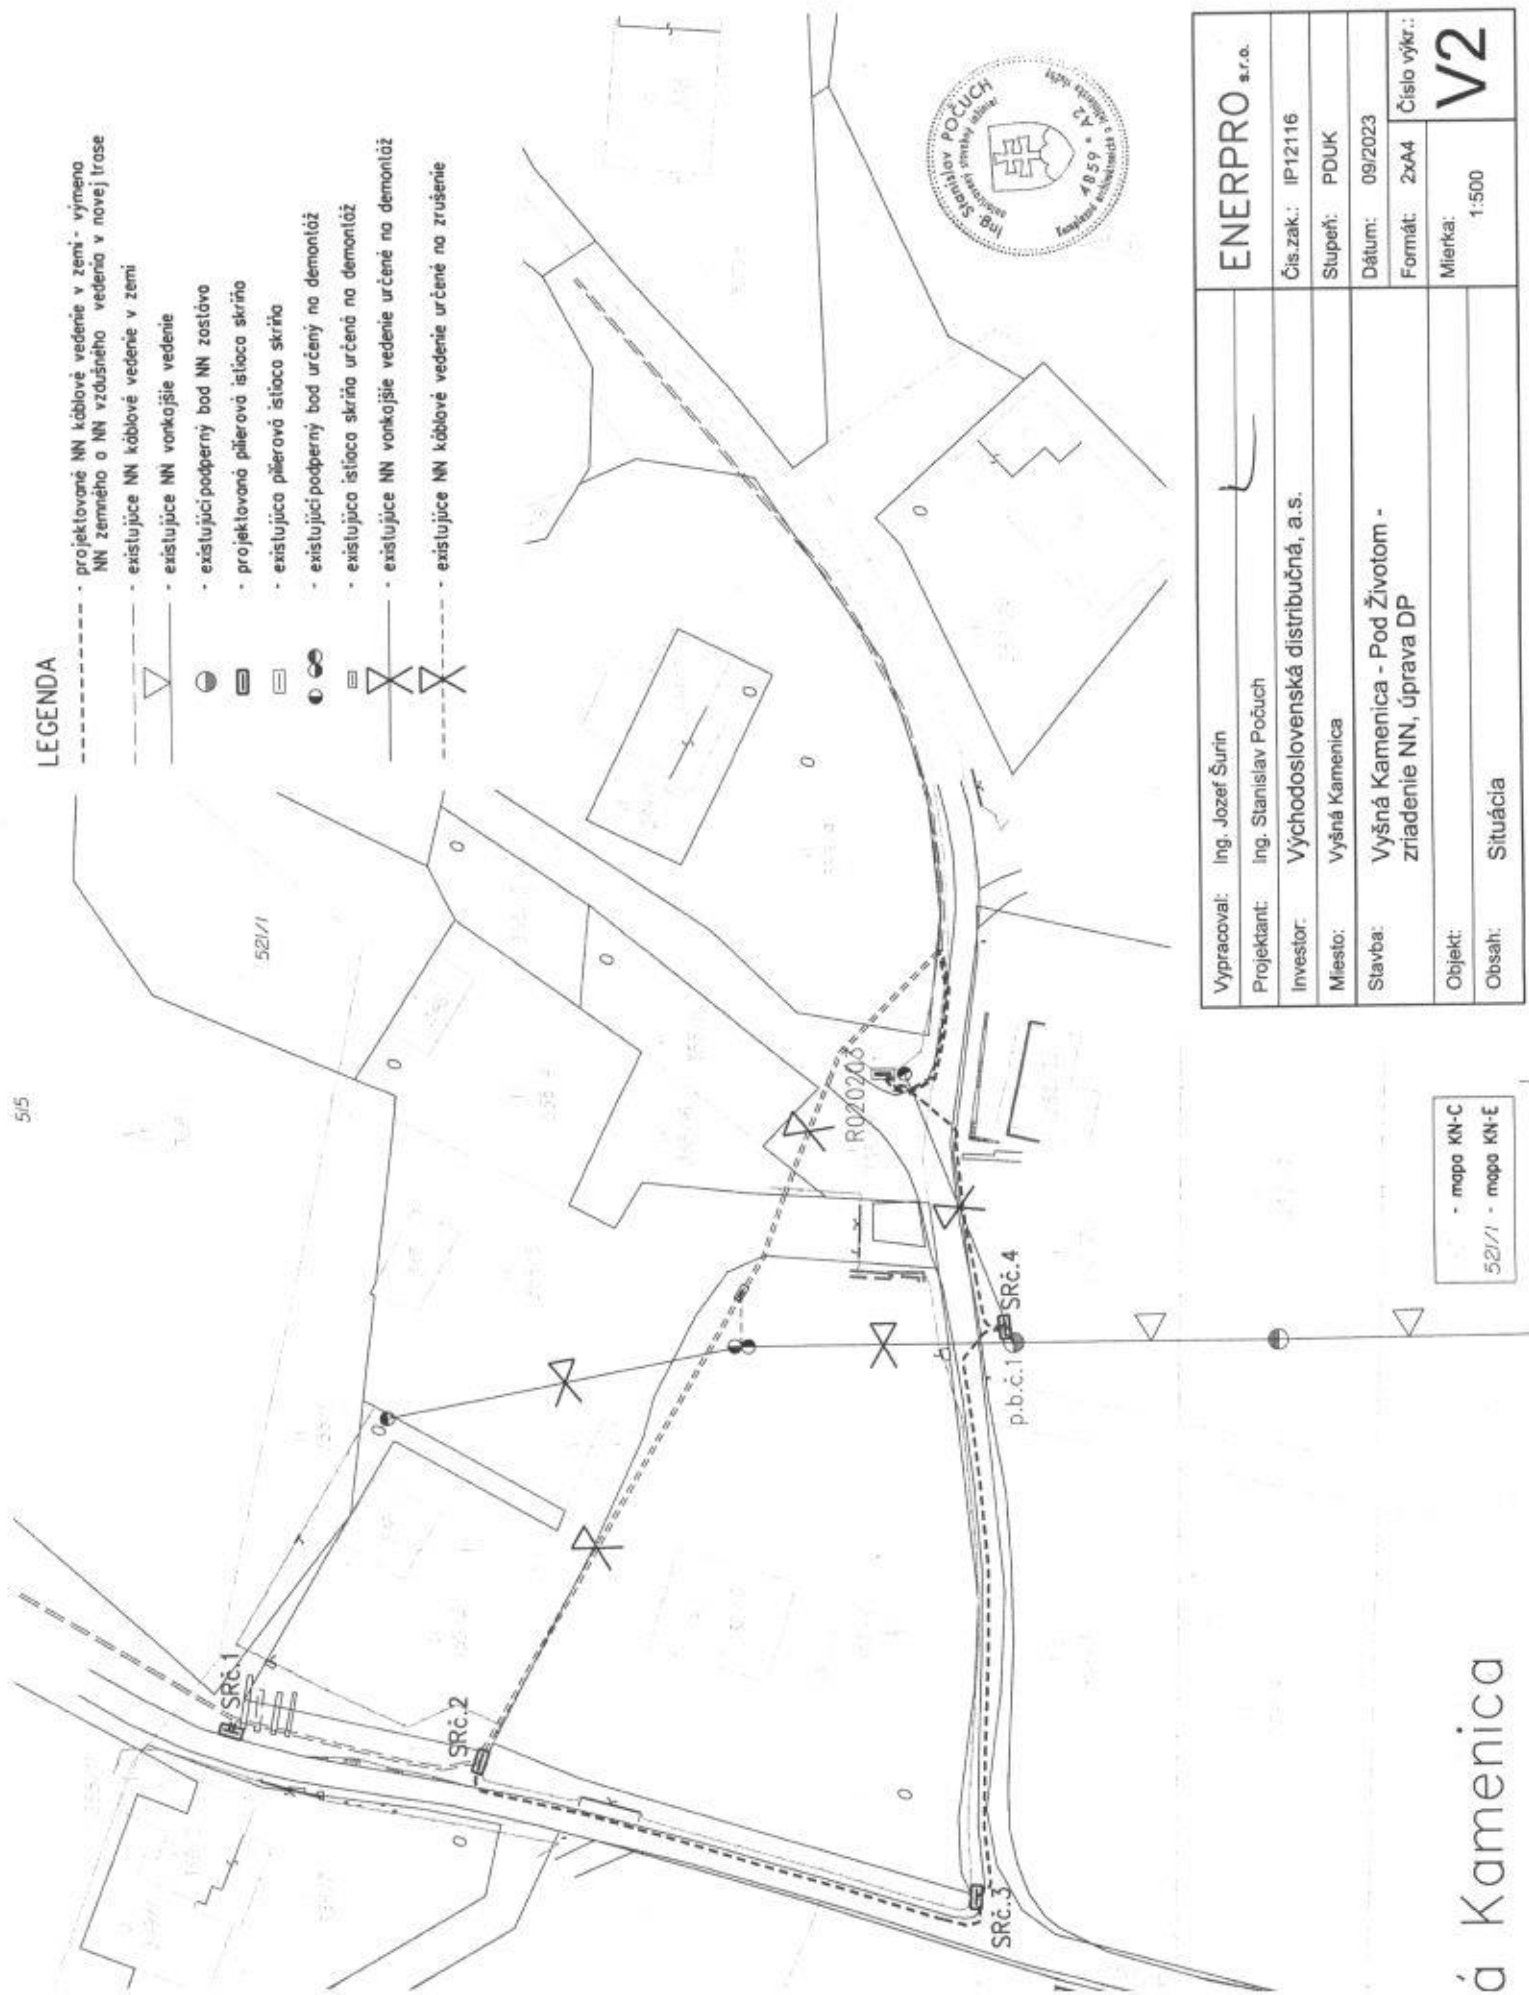 LEGENDA
- projektované NN káblové vedenie v zemi - výmena
NN zemného a NN vzdušného vedenia v novej trase
- existujúce NN káblové vedenie v zemi
- existujúce NN vonkajšie vedenie
- existujúci podperný bod NN zostáva
- projektovaná pilierová istiaca skriňa
- existujúca pilierová istiaca skriňa
- existujúci podperný bod určený na demontáž
- existujúca istiaca skriňa určená na demontáž
- existujúce NN vonkajšie vedenie určené na demontáž
- existujúce NN káblové vedenie určené na zrušenie
515
521/1
SRč.1
SRč.2
SRč.3
SRč.4
p.b.č.1
R020203
á Kamenica
- mapa KN-C
521/1 - mapa KN-E
Ing. Stanislav POČUCH
autorizovaný stavebný inžinier
4859 * A2
Vypracoval: Ing. Jozef Šurin
Projektant: Ing. Stanislav Počuch
ENERPRO s.r.o.
Investor: Východoslovenská distribučná, a.s.
Čís.zak.: IP12116
Miesto: Vyšná Kamenica
Stupeň: PDUK
Stavba: Vyšná Kamenica - Pod Životom -
zriadenie NN, úprava DP
Dátum: 09/2023
Formát: 2xA4
Číslo výkr.:
V2
Objekt:
Mierka:
1:500
Obsah: Situácia